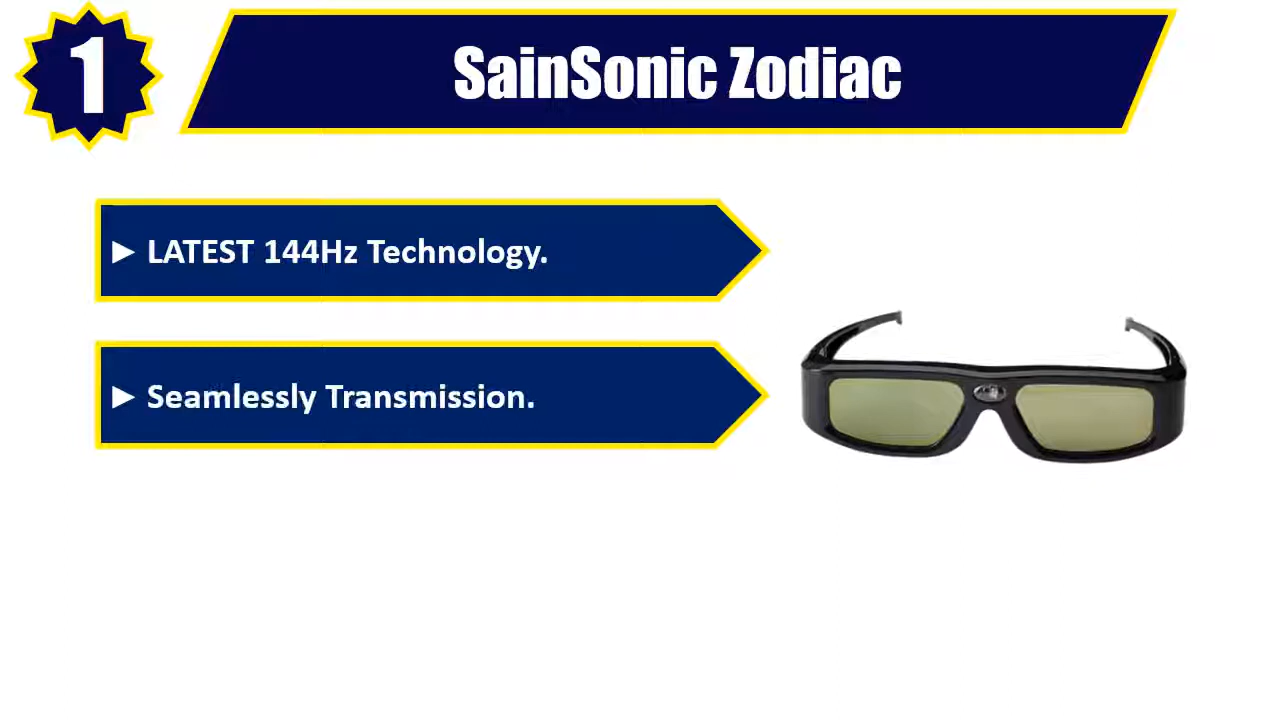 1
SainSonic Zodiac
► LATEST 144Hz Technology.
► Seamlessly Transmission.